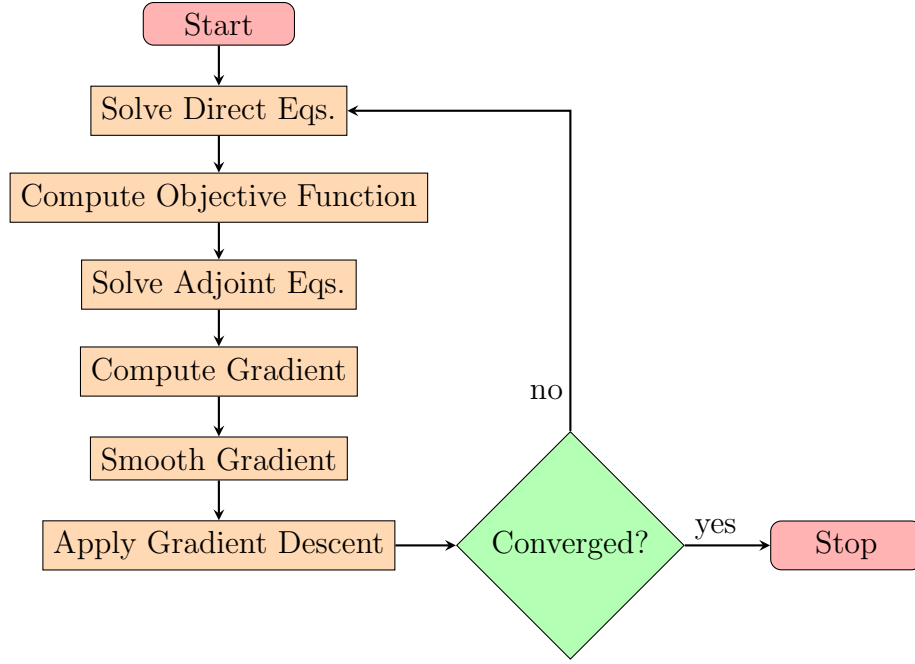 Start
Solve Direct Eqs.
Compute Objective Function
Solve Adjoint Eqs.
Compute Gradient
no
Smooth Gradient
Apply Gradient Descent
Converged?
yes
Stop